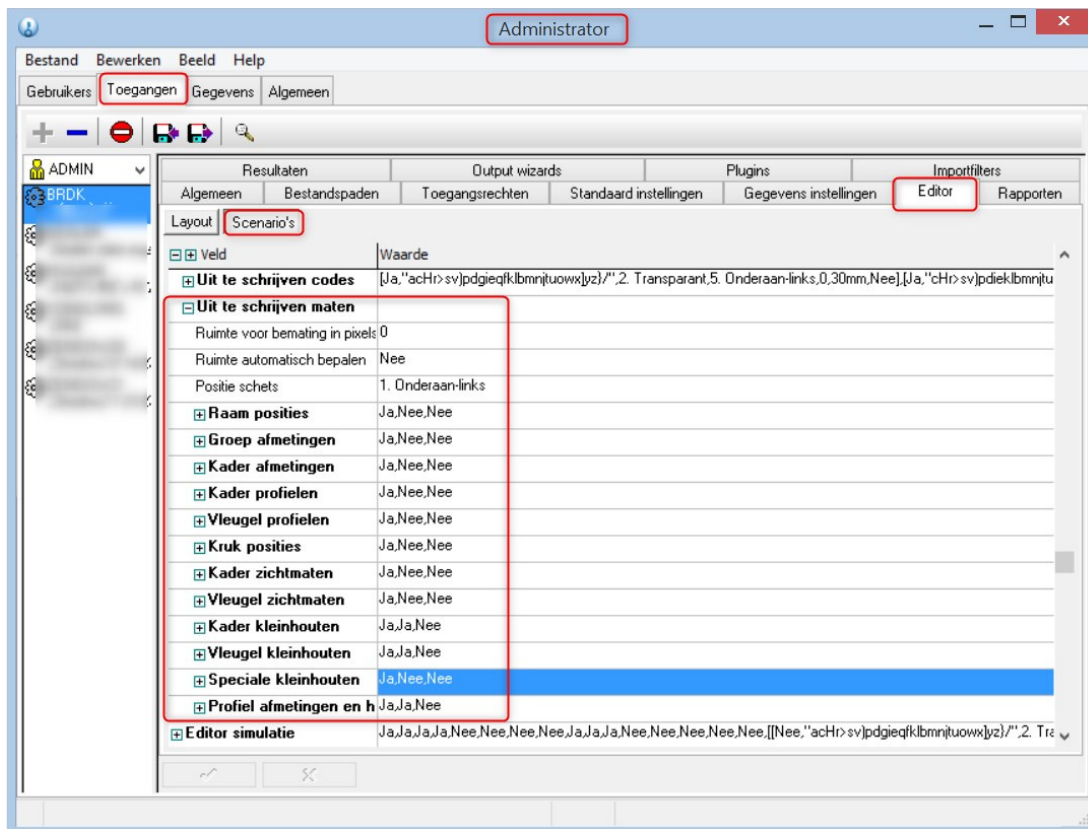 Administrator
Bestand Bewerken Beeld Help
Gebruikers Toegangen Gegevens Algemeen
ADMIN
BRDK
Resultaten Output wizards Plugins Importfilters
Algemeen Bestandspaden Toegangsrechten Standaard instellingen Gegevens instellingen Editor Rapporten
Layout Scenario's
Veld Waarde
Uit te schrijven codes [Ja,"acHr>sv)pdgieqfklbmnjtuowx]yz}/"',2. Transparant,5. Onderaan-links,0,30mm,Nee],[Ja,"cHr>sv)pdieklbmnjtu
Uit te schrijven maten
Ruimte voor bemating in pixels 0
Ruimte automatisch bepalen Nee
Positie schets 1. Onderaan-links
Raam posities Ja,Nee,Nee
Groep afmetingen Ja,Nee,Nee
Kader afmetingen Ja,Nee,Nee
Kader profielen Ja,Nee,Nee
Vleugel profielen Ja,Nee,Nee
Kruk posities Ja,Nee,Nee
Kader zichtmaten Ja,Nee,Nee
Vleugel zichtmaten Ja,Nee,Nee
Kader kleinhouten Ja,Ja,Nee
Vleugel kleinhouten Ja,Ja,Nee
Speciale kleinhouten Ja,Nee,Nee
Profiel afmetingen en h Ja,Ja,Nee
Editor simulatie Ja,Ja,Ja,Ja,Nee,Nee,Nee,Nee,Ja,Ja,Ja,Nee,Nee,Nee,Nee,Nee,[[Nee,"acHr>sv)pdgieqfklbmnjtuowx]yz}/"',2. Tra